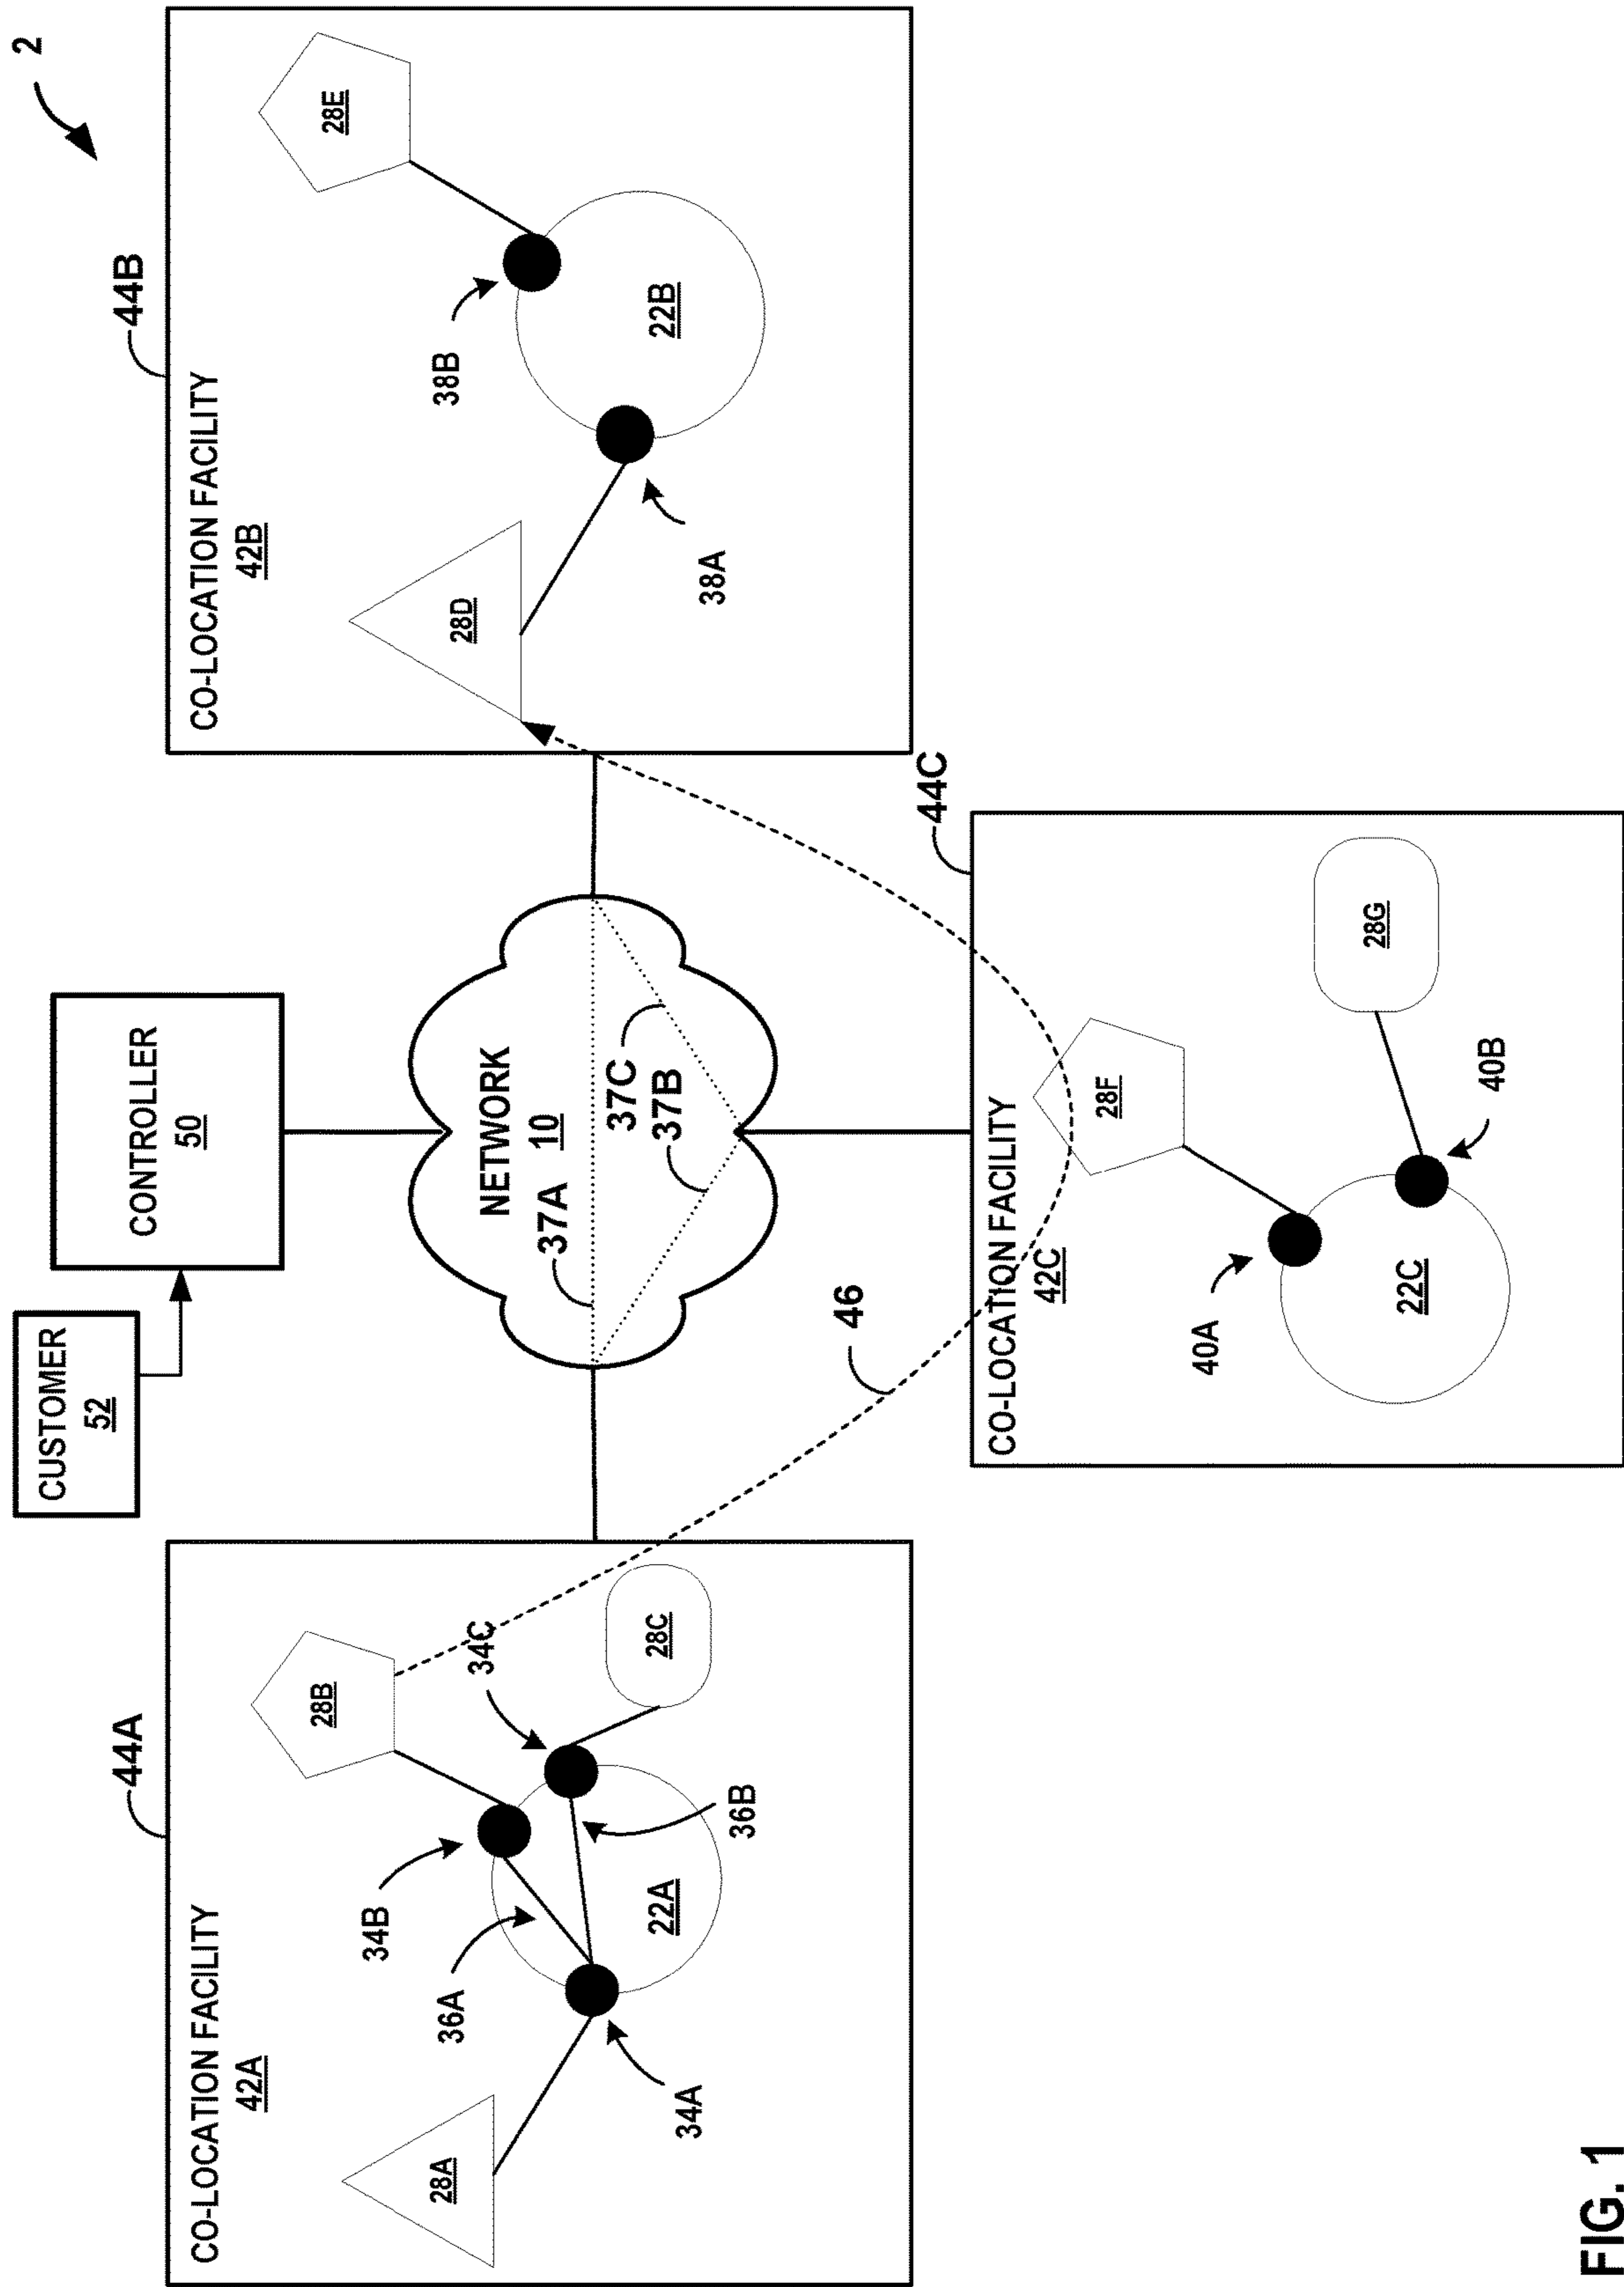 2
CUSTOMER
52
CONTROLLER
50
44A
44B
CO-LOCATION FACILITY
42A
28A
28B
28C
34A
34B
34C
36A
36B
22A
NETWORK
10
37A
37C
37B
CO-LOCATION FACILITY
42B
28D
28E
38A
38B
22B
46
44C
CO-LOCATION FACILITY
42C
28F
28G
40A
40B
22C
FIG. 1